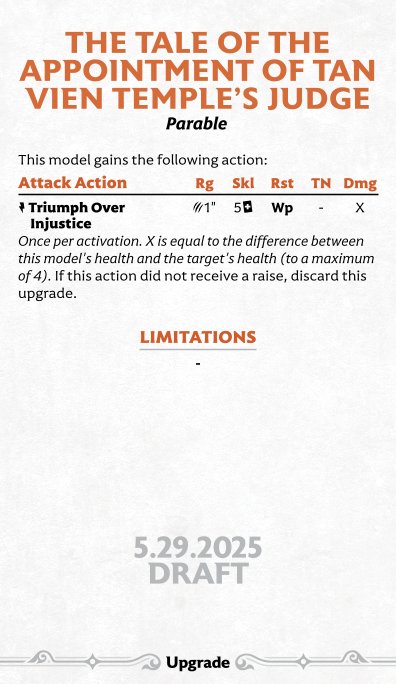 THE TALE OF THE
APPOINTMENT OF TAN
VIEN TEMPLE'S JUDGE
Parable
This model gains the following action:
Attack Action Rg Skl Rst TN Dmg
Triumph Over 1" 5 Wp - X
Injustice
Once per activation. X is equal to the difference between
this model's health and the target's health (to a maximum
of 4). If this action did not receive a raise, discard this
upgrade.
LIMITATIONS
-
5.29.2025
DRAFT
Upgrade